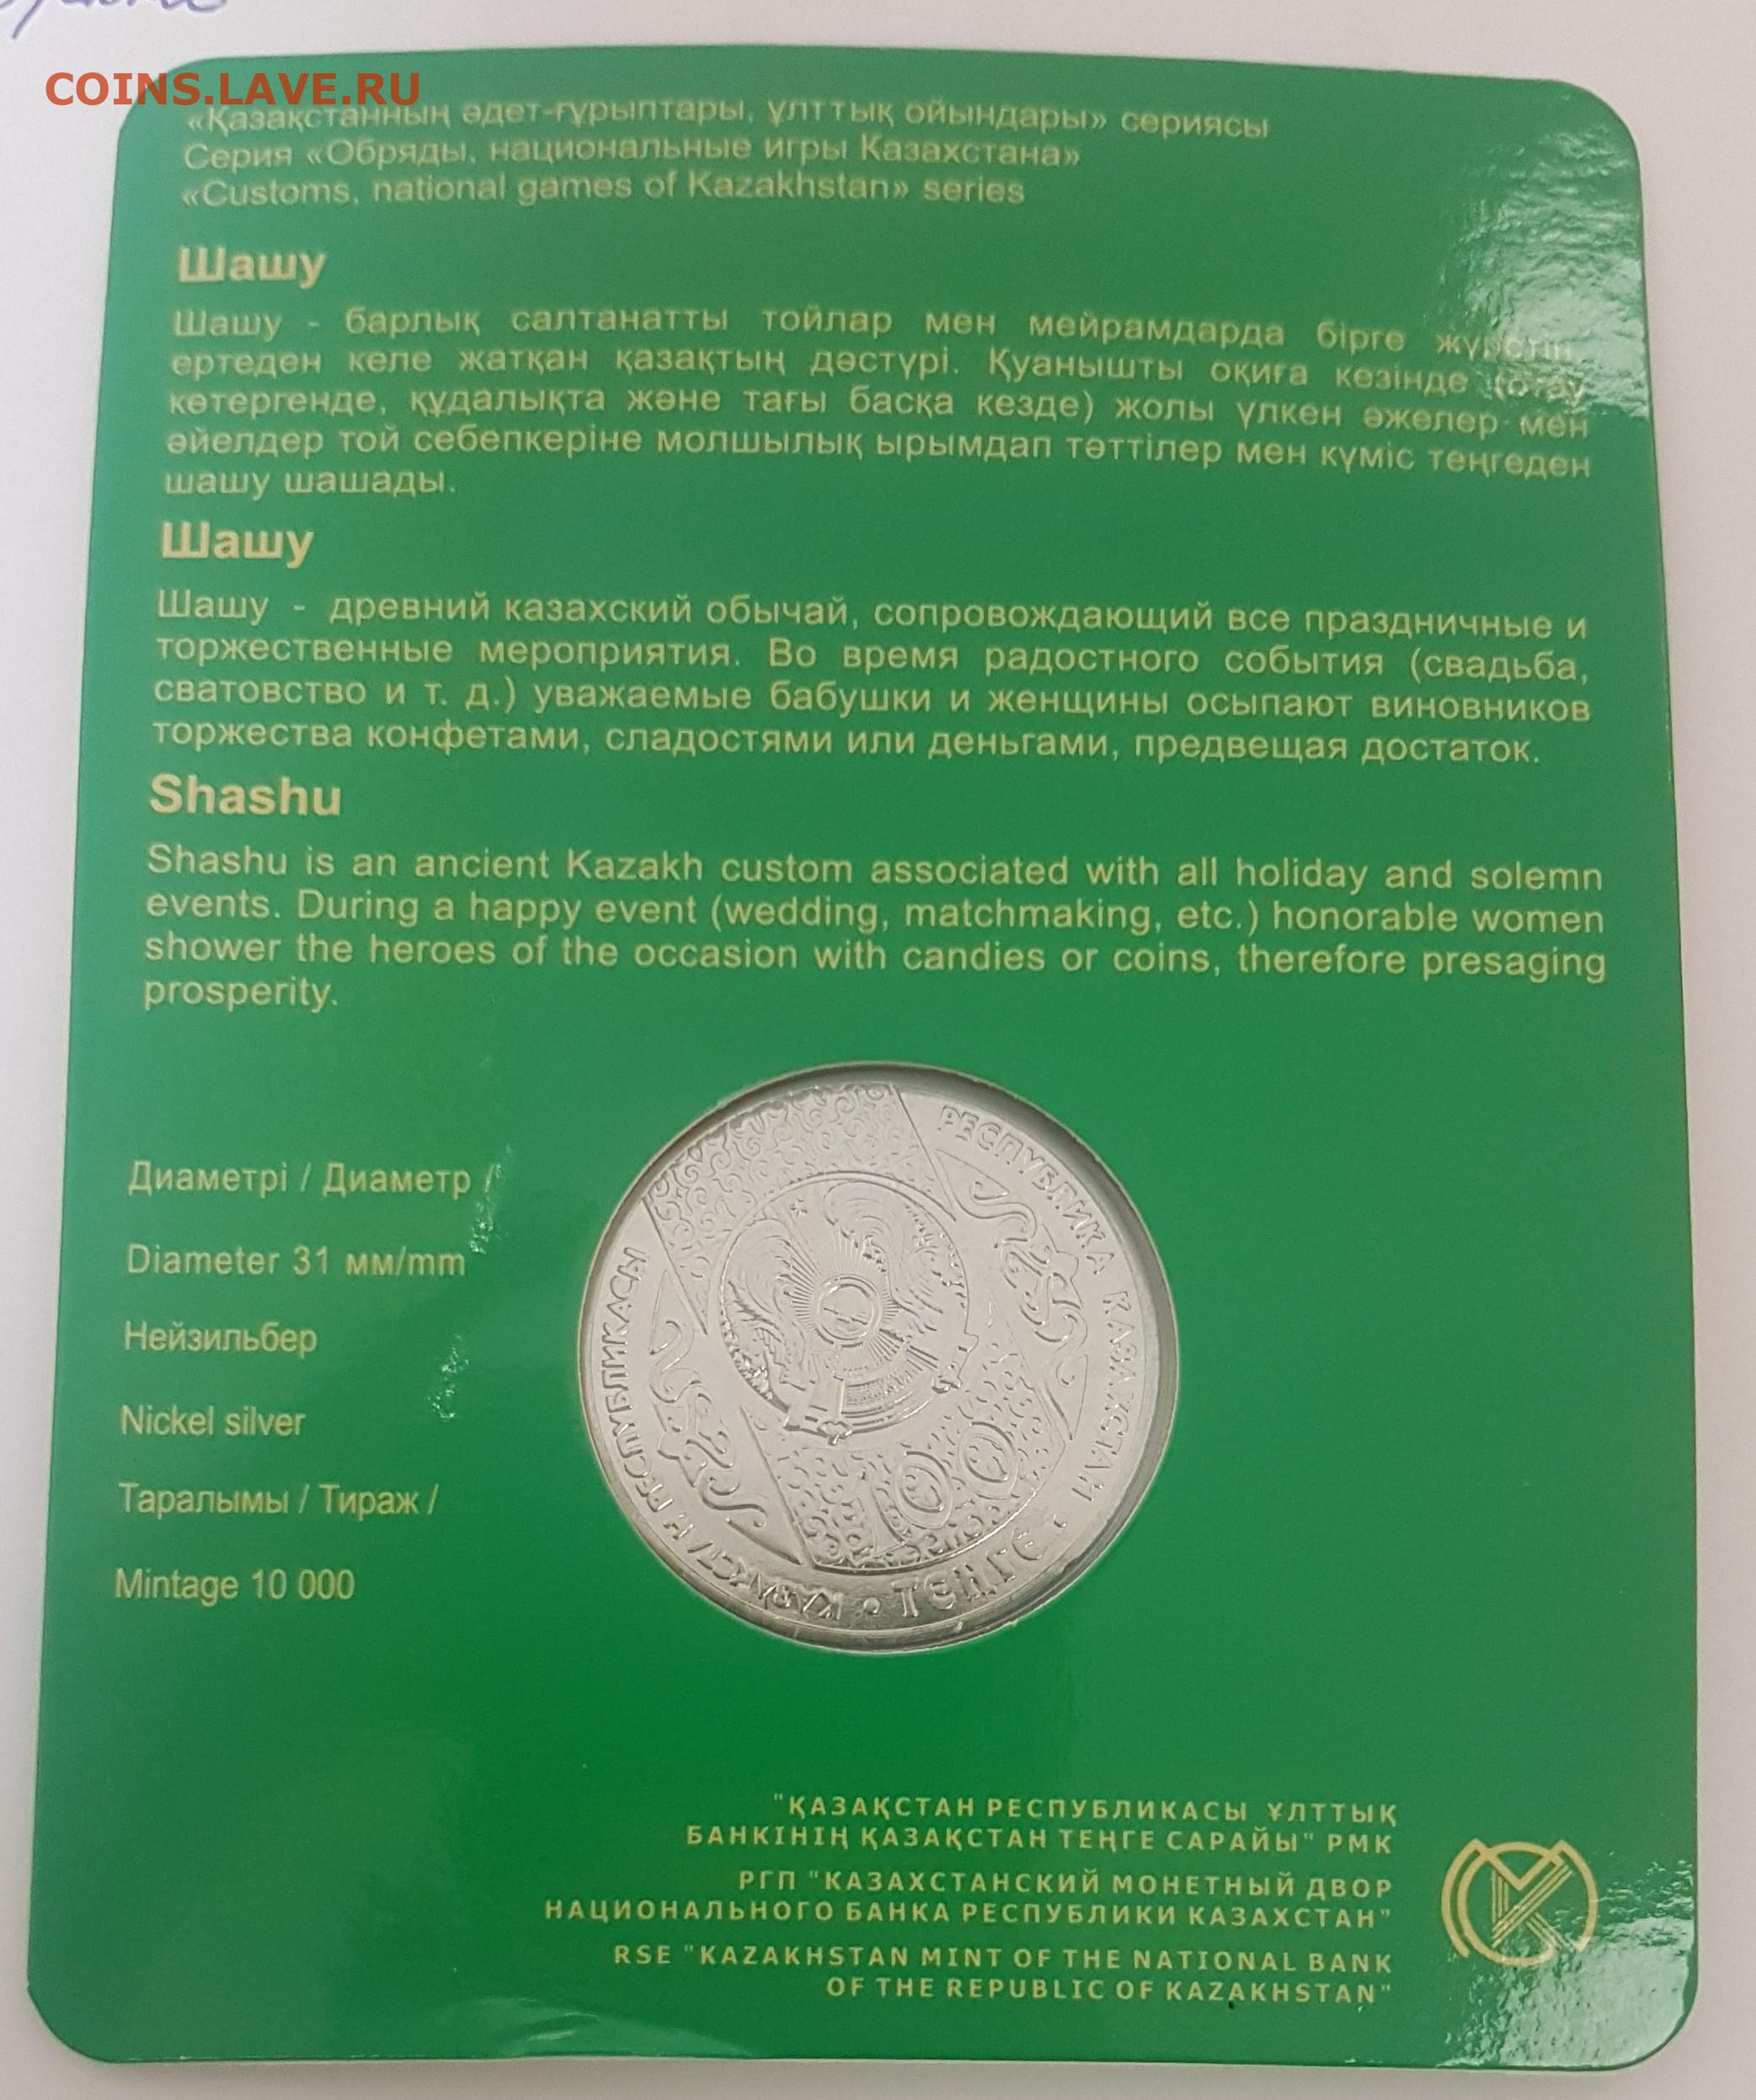 COINS.LAVE.RU
«Қазақстанның әдет-ғұрыптары, ұлттық ойындары» сериясы
Серия «Обряды, национальные игры Казахстана»
«Customs, national games of Kazakhstan» series
Шашу
Шашу - барлық салтанатты тойлар мен мейрамдарда бірге
ертеден келе жатқан қазақтың дәстүрі. Қуанышты оқиға кезінде (отау
көтергенде, құдалықта және тағы басқа кезде) жолы үлкен әжелер мен
әйелдер той себепкеріне молшылық ырымдап тәттілер мен күміс теңгеден
шашу шашады.
Шашу
Шашу - древний казахский обычай, сопровождающий все праздничные и
торжественные мероприятия. Во время радостного события (свадьба,
сватовство и т. д.) уважаемые бабушки и женщины осыпают виновников
торжества конфетами, сладостями или деньгами, предвещая достаток.
Shashu
Shashu is an ancient Kazakh custom associated with all holiday and solemn
events. During a happy event (wedding, matchmaking, etc.) honorable women
shower the heroes of the occasion with candies or coins, therefore presaging
prosperity.
Диаметрі / Диаметр /
Diameter 31 мм/mm
Нейзильбер
Nickel silver
Таралымы / Тираж /
Mintage 10 000
ҚАЗАҚСТАН РЕСПУБЛИКАСЫ
РЕСПУБЛИКА КАЗАХСТАН
100
• ТЕҢГЕ •
"ҚАЗАҚСТАН РЕСПУБЛИКАСЫ ҰЛТТЫҚ
БАНКІНІҢ ҚАЗАҚСТАН ТЕҢГЕ САРАЙЫ" РМК
РГП "КАЗАХСТАНСКИЙ МОНЕТНЫЙ ДВОР
НАЦИОНАЛЬНОГО БАНКА РЕСПУБЛИКИ КАЗАХСТАН"
RSE "KAZAKHSTAN MINT OF THE NATIONAL BANK
OF THE REPUBLIC OF KAZAKHSTAN"